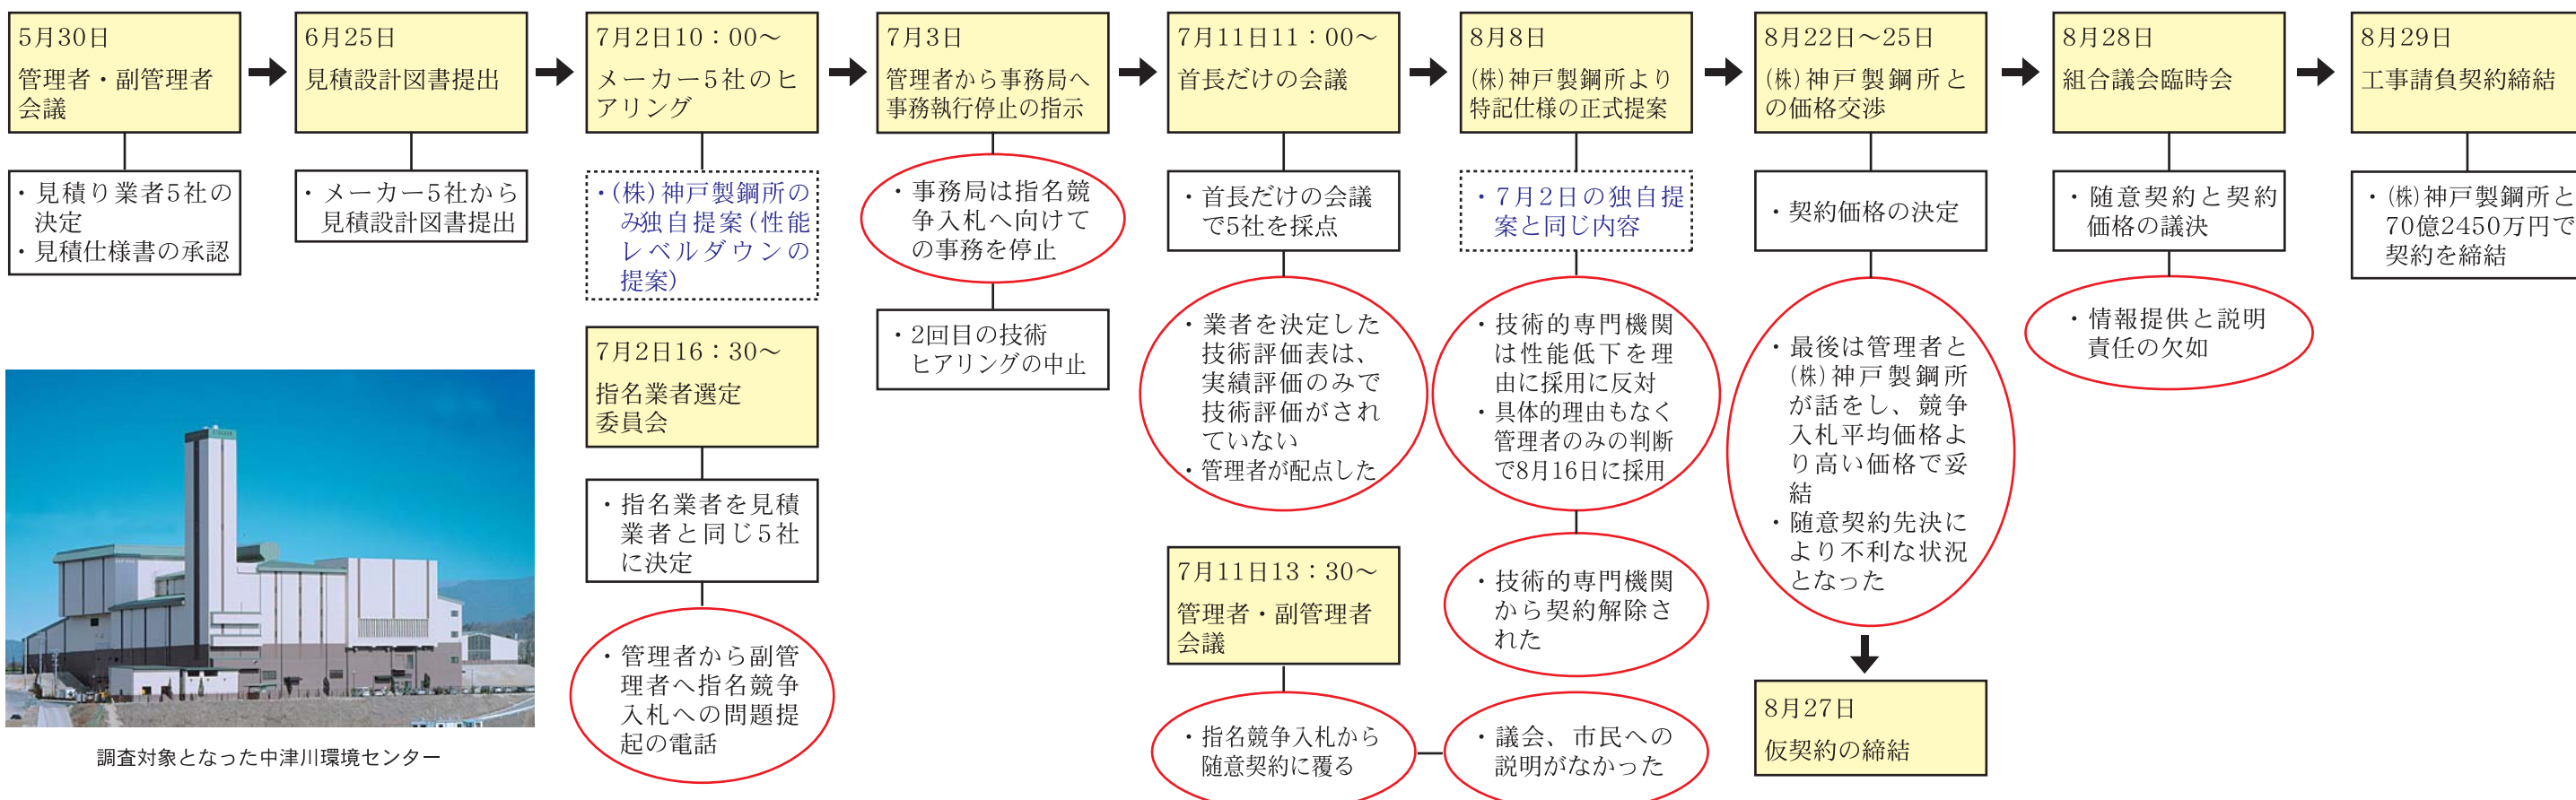 5月30日
管理者・副管理者
会議
・見積り業者5社の
決定
・見積仕様書の承認
6月25日
見積設計図書提出
・メーカー5社から
見積設計図書提出
7月2日10：00～
メーカー5社のヒ
アリング
・(株)神戸製鋼所の
み独自提案(性能
レベルダウンの
提案)
7月2日16：30～
指名業者選定
委員会
・指名業者を見積
業者と同じ5社
に決定
・管理者から副管
理者へ指名競争
入札への問題提
起の電話
7月3日
管理者から事務局へ
事務執行停止の指示
・事務局は指名競
争入札へ向けて
の事務を停止
・2回目の技術
ヒアリングの中止
7月11日11：00～
首長だけの会議
・首長だけの会議
で5社を採点
・業者を決定した
技術評価表は、
実績評価のみで
技術評価がされ
ていない
・管理者が配点した
7月11日13：30～
管理者・副管理者
会議
・指名競争入札から
随意契約に覆る
8月8日
(株)神戸製鋼所より
特記仕様の正式提案
・7月2日の独自提
案と同じ内容
・技術的専門機関
は性能低下を理
由に採用に反対
・具体的理由もなく
管理者のみの判断
で8月16日に採用
・技術的専門機関
から契約解除さ
れた
・議会、市民への
説明がなかった
8月22日～25日
(株)神戸製鋼所と
の価格交渉
・契約価格の決定
・最後は管理者と
(株)神戸製鋼所
が話をし、競争
入札平均価格よ
り高い価格で妥
結
・随意契約先決に
より不利な状況
となった
8月27日
仮契約の締結
8月28日
組合議会臨時会
・随意契約と契約
価格の議決
・情報提供と説明
責任の欠如
8月29日
工事請負契約締結
・(株)神戸製鋼所と
70億2450万円で
契約を締結
調査対象となった中津川環境センター